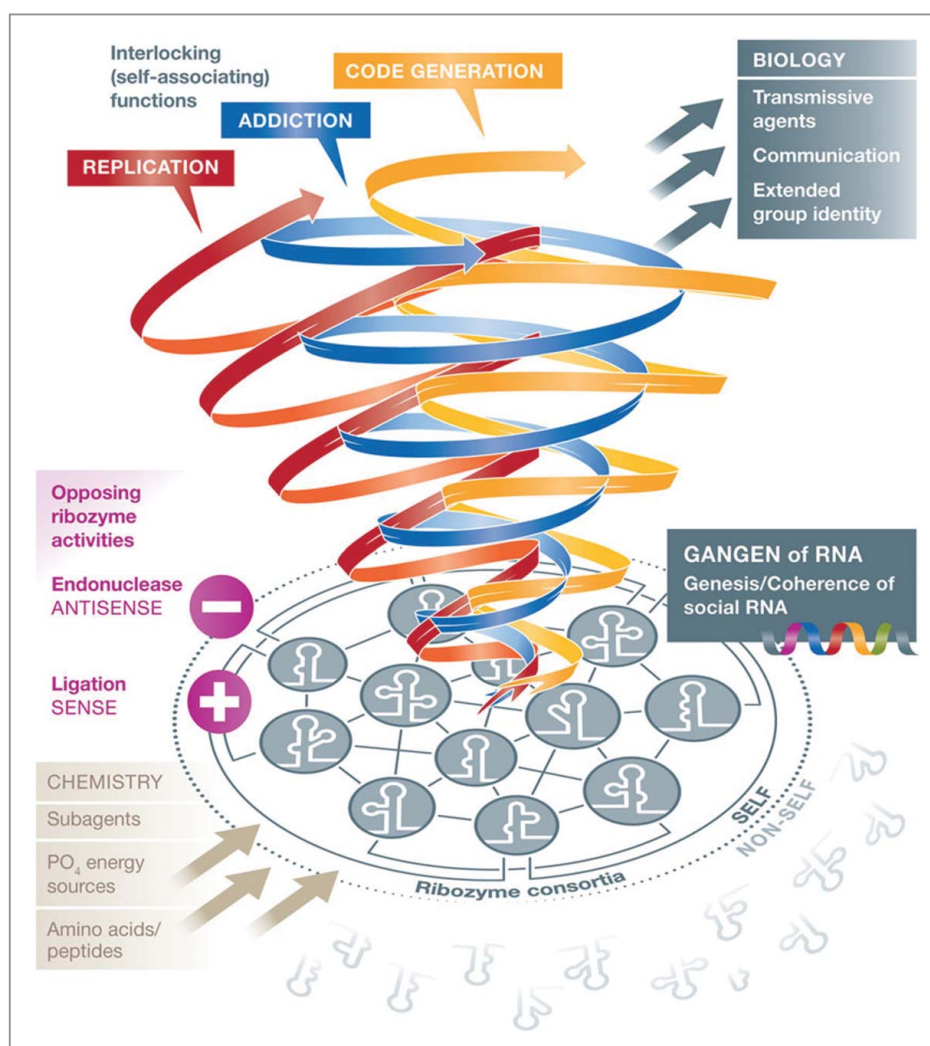 Interlocking
(self-associating)
functions
CODE GENERATION
ADDICTION
REPLICATION
BIOLOGY
Transmissive
agents
Communication
Extended
group identity
Opposing
ribozyme
activities
Endonuclease
ANTISENSE
Ligation
SENSE
GANGEN of RNA
Genesis/Coherence of
social RNA
CHEMISTRY
Subagents
PO₄ energy
sources
Amino acids/
peptides
Ribozyme consortia
SELF
NON-SELF